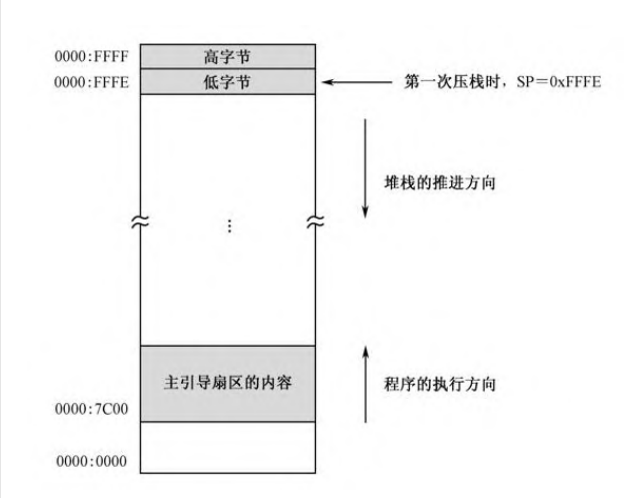 0000:FFFF 高字节
0000:FFFE 低字节 第一次压栈时，SP＝0xFFFE
堆栈的推进方向
⋮
主引导扇区的内容 程序的执行方向
0000:7C00
0000:0000